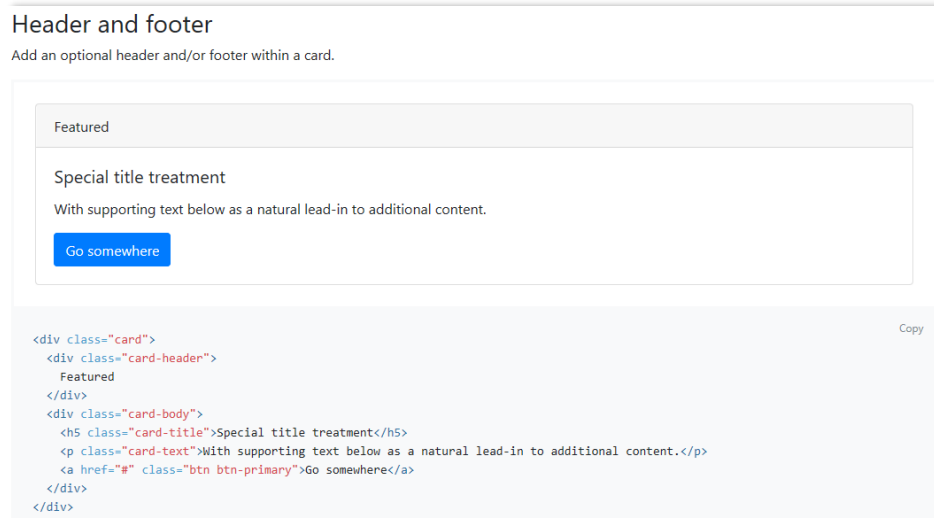 Header and footer
Add an optional header and/or footer within a card.
Featured
Special title treatment
With supporting text below as a natural lead-in to additional content.
Go somewhere
Copy
<div class="card">
  <div class="card-header">
    Featured
  </div>
  <div class="card-body">
    <h5 class="card-title">Special title treatment</h5>
    <p class="card-text">With supporting text below as a natural lead-in to additional content.</p>
    <a href="#" class="btn btn-primary">Go somewhere</a>
  </div>
</div>